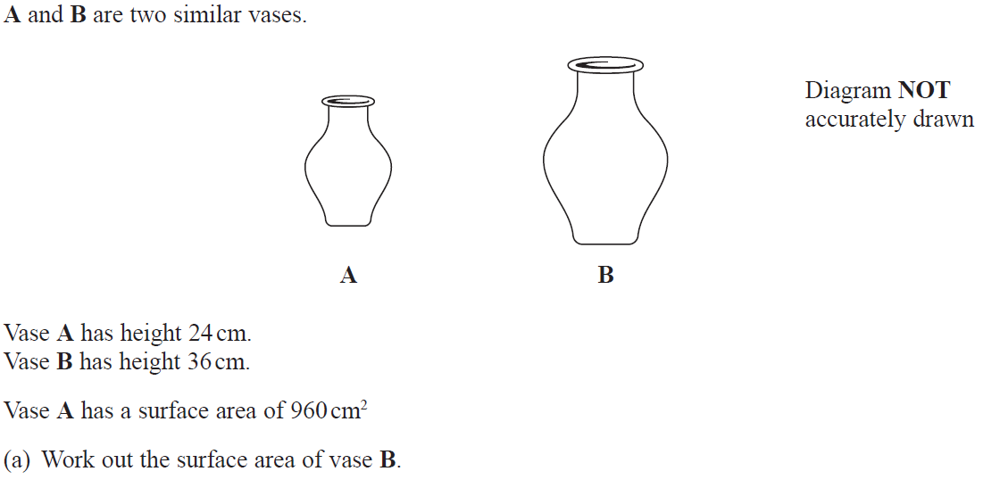 A and B are two similar vases.
Diagram NOT
accurately drawn
A
B
Vase A has height 24 cm.
Vase B has height 36 cm.
Vase A has a surface area of 960 cm²
(a) Work out the surface area of vase B.